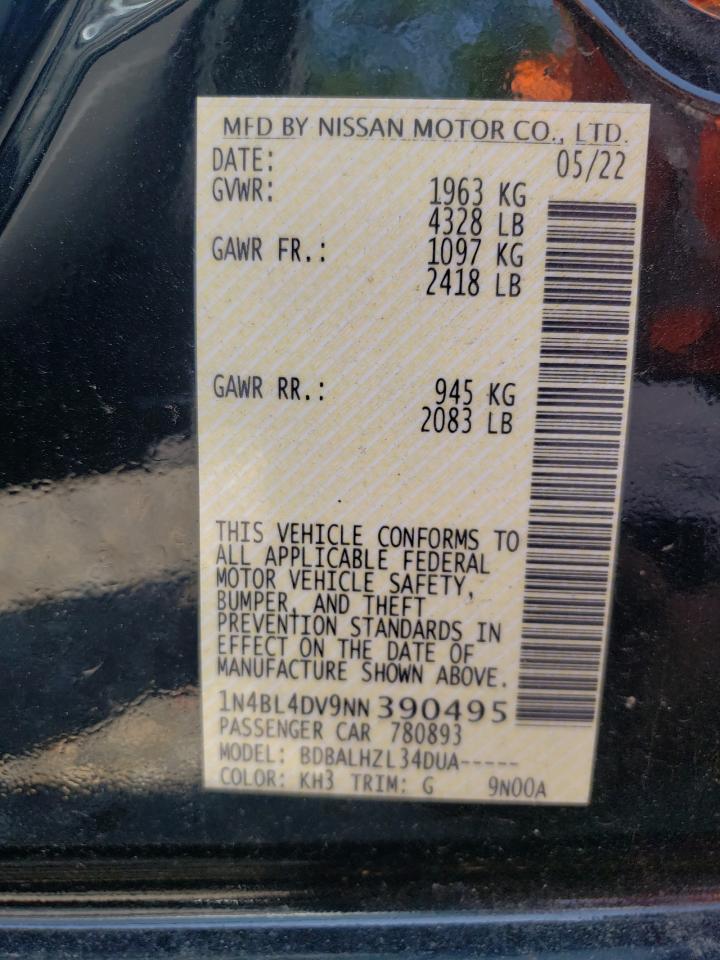 MFD BY NISSAN MOTOR CO., LTD.
DATE: 05/22
GVWR: 1963 KG
4328 LB
GAWR FR.: 1097 KG
2418 LB
GAWR RR.: 945 KG
2083 LB
THIS VEHICLE CONFORMS TO
ALL APPLICABLE FEDERAL
MOTOR VEHICLE SAFETY,
BUMPER, AND THEFT
PREVENTION STANDARDS IN
EFFECT ON THE DATE OF
MANUFACTURE SHOWN ABOVE.
1N4BL4DV9NN 390495
PASSENGER CAR 780893
MODEL: BDBALHZL34DUA-----
COLOR: KH3 TRIM: G 9N00A